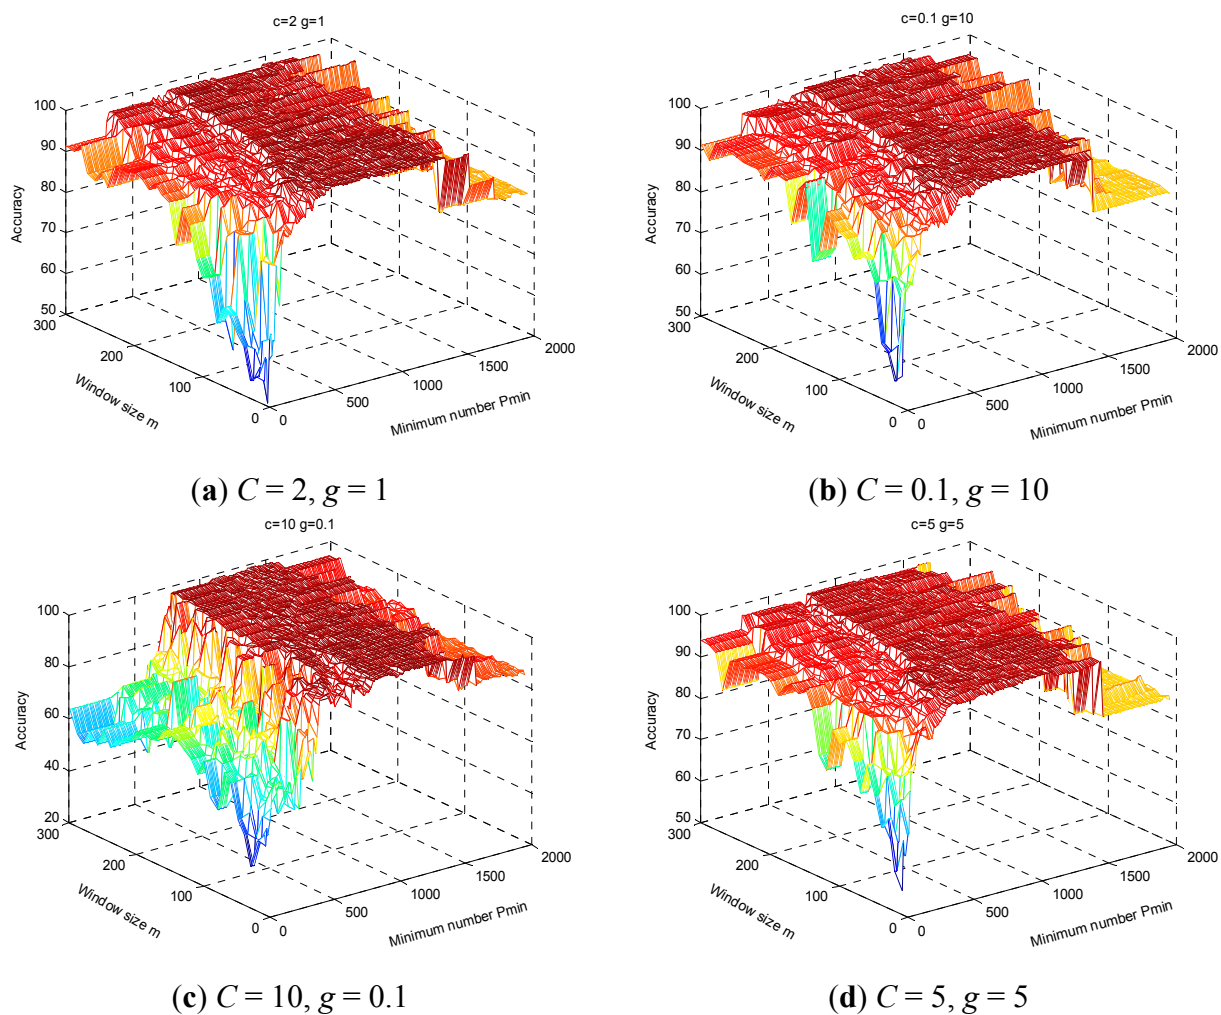 c=2 g=1
100
90
80
70
60
50
Accuracy
300
200
100
0
Window size m
0
500
1000
1500
2000
Minimum number Pmin
(a) C = 2, g = 1
c=0.1 g=10
100
90
80
70
60
50
Accuracy
300
200
100
0
Window size m
0
500
1000
1500
2000
Minimum number Pmin
(b) C = 0.1, g = 10
c=10 g=0.1
100
80
60
40
20
Accuracy
300
200
100
0
Window size m
0
500
1000
1500
2000
Minimum number Pmin
(c) C = 10, g = 0.1
c=5 g=5
100
90
80
70
60
50
Accuracy
300
200
100
0
Window size m
0
500
1000
1500
2000
Minimum number Pmin
(d) C = 5, g = 5